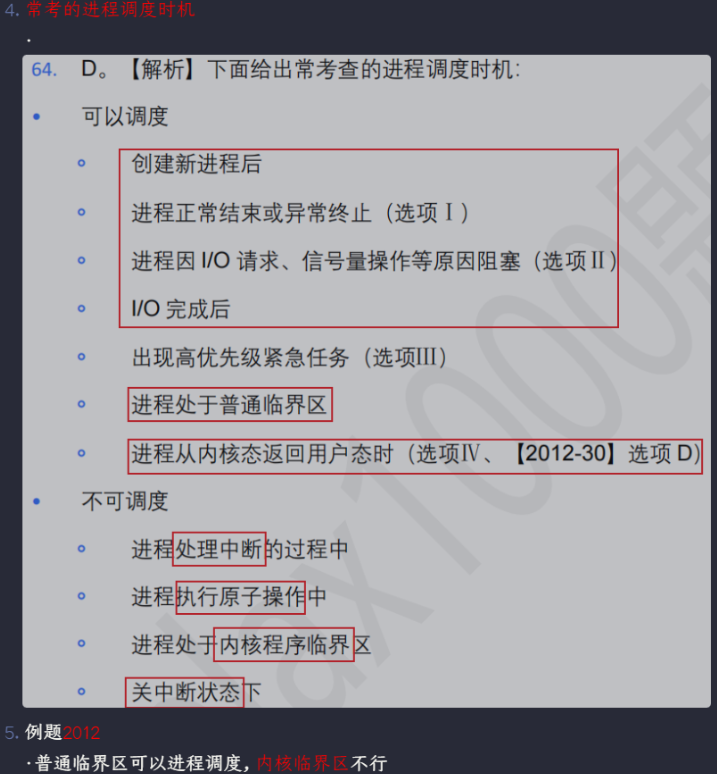 4. 常考的进程调度时机
·
64. D。【解析】下面给出常考查的进程调度时机：
• 可以调度
◦ 创建新进程后
◦ 进程正常结束或异常终止（选项Ⅰ）
◦ 进程因 I/O 请求、信号量操作等原因阻塞（选项Ⅱ）
◦ I/O 完成后
◦ 出现高优先级紧急任务（选项Ⅲ）
◦ 进程处于普通临界区
◦ 进程从内核态返回用户态时（选项Ⅳ、【2012-30】选项 D）
• 不可调度
◦ 进程处理中断的过程中
◦ 进程执行原子操作中
◦ 进程处于内核程序临界区
◦ 关中断状态下
5. 例题2012
·普通临界区可以进程调度,内核临界区不行